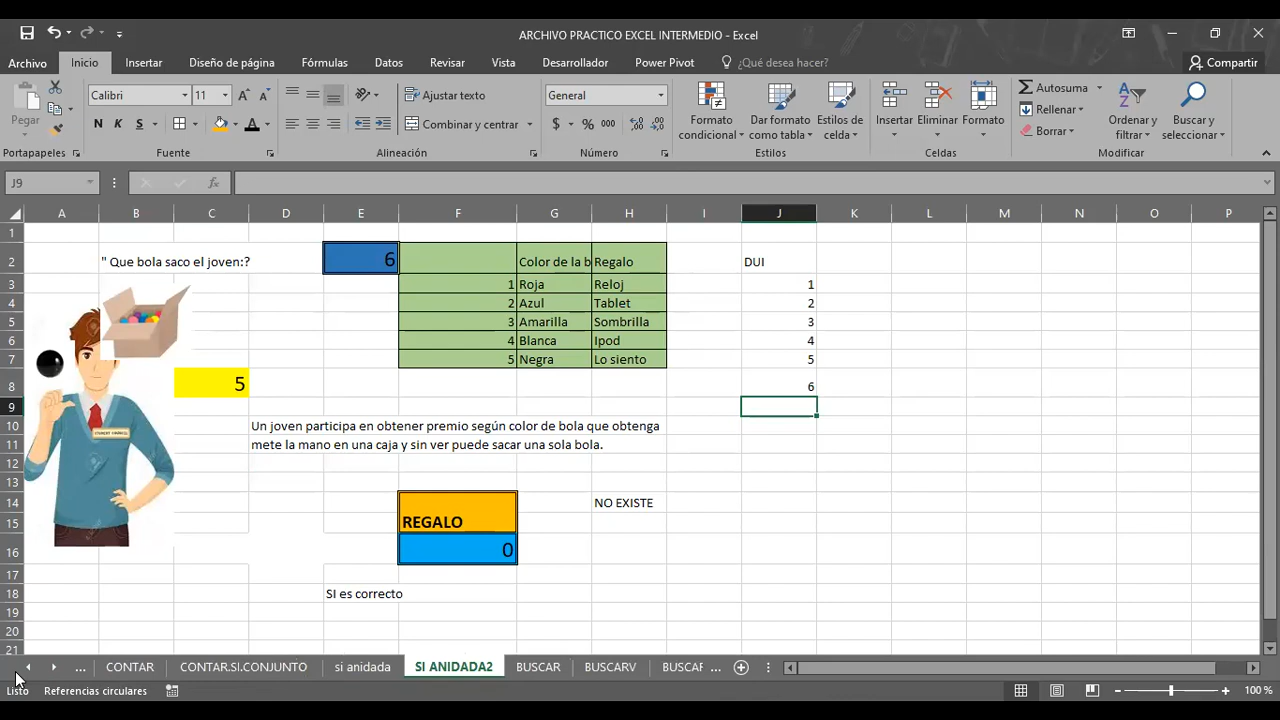 ARCHIVO PRACTICO EXCEL INTERMEDIO - Excel
Archivo Inicio Insertar Diseño de página Fórmulas Datos Revisar Vista Desarrollador Power Pivot ¿Qué desea hacer? Compartir
Pegar
Portapapeles
Calibri 11
N K S
Fuente
Ajustar texto
Combinar y centrar
Alineación
General
$ % 000
Número
Formato condicional
Dar formato como tabla
Estilos de celda
Estilos
Insertar Eliminar Formato
Celdas
Autosuma
Rellenar
Borrar
Ordenar y filtrar
Buscar y seleccionar
Modificar
J9 fx
A B C D E F G H I J K L M N O P
1
2 " Que bola saco el joven:? 6 Color de la b Regalo DUI
3 1 Roja Reloj 1
4 2 Azul Tablet 2
5 3 Amarilla Sombrilla 3
6 4 Blanca Ipod 4
7 5 Negra Lo siento 5
8 5 6
9
10 Un joven participa en obtener premio según color de bola que obtenga
11 mete la mano en una caja y sin ver puede sacar una sola bola.
12
13
14 NO EXISTE
15 REGALO
16 0
17
18 SI es correcto
19
20
21
... CONTAR CONTAR.SI.CONJUNTO si anidada SI ANIDADA2 BUSCAR BUSCARV BUSCAR ...
Listo Referencias circulares 100 %